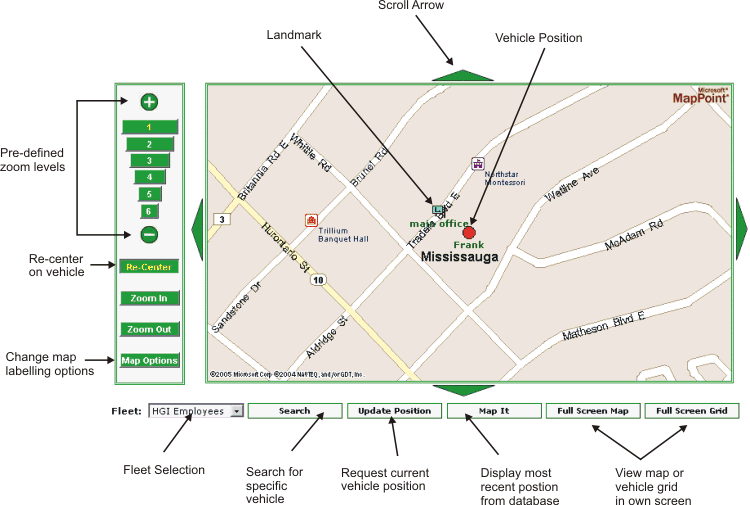 Scroll Arrow
Landmark
Vehicle Position
Microsoft®
MapPoint®
Pre-defined
zoom levels
1
2
3
4
5
6
Re-center
on vehicle
Re-Center
Zoom In
Zoom Out
Change map
labelling options
Map Options
Britannia Rd E
Whittle Rd
Brunel Rd
Northstar
Montessori
Watline Ave
3
Trillium
Banquet Hall
L
main office
Traders Blvd E
Frank
Mississauga
McAdam Rd
Hurontario St
10
Sandstone Dr
Aldridge St
Matheson Blvd E
©2005 Microsoft Corp ©2004 NAVTEQ, and/or GDT, Inc.
Fleet:
HGI Employees
Search
Update Position
Map It
Full Screen Map
Full Screen Grid
Fleet Selection
Search for
specific
vehicle
Request current
vehicle position
Display most
recent postion
from database
View map or
vehicle grid
in own screen